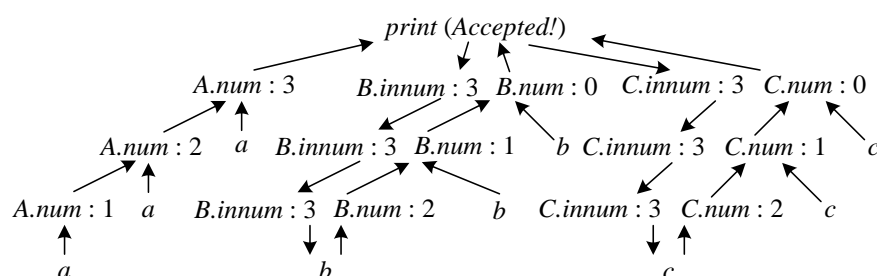 print (Accepted!)
A.num : 3 B.innum : 3 B.num : 0 C.innum : 3 C.num : 0
A.num : 2 a B.innum : 3 B.num : 1 b C.innum : 3 C.num : 1 c
A.num : 1 a B.innum : 3 B.num : 2 b C.innum : 3 C.num : 2 c
a b c